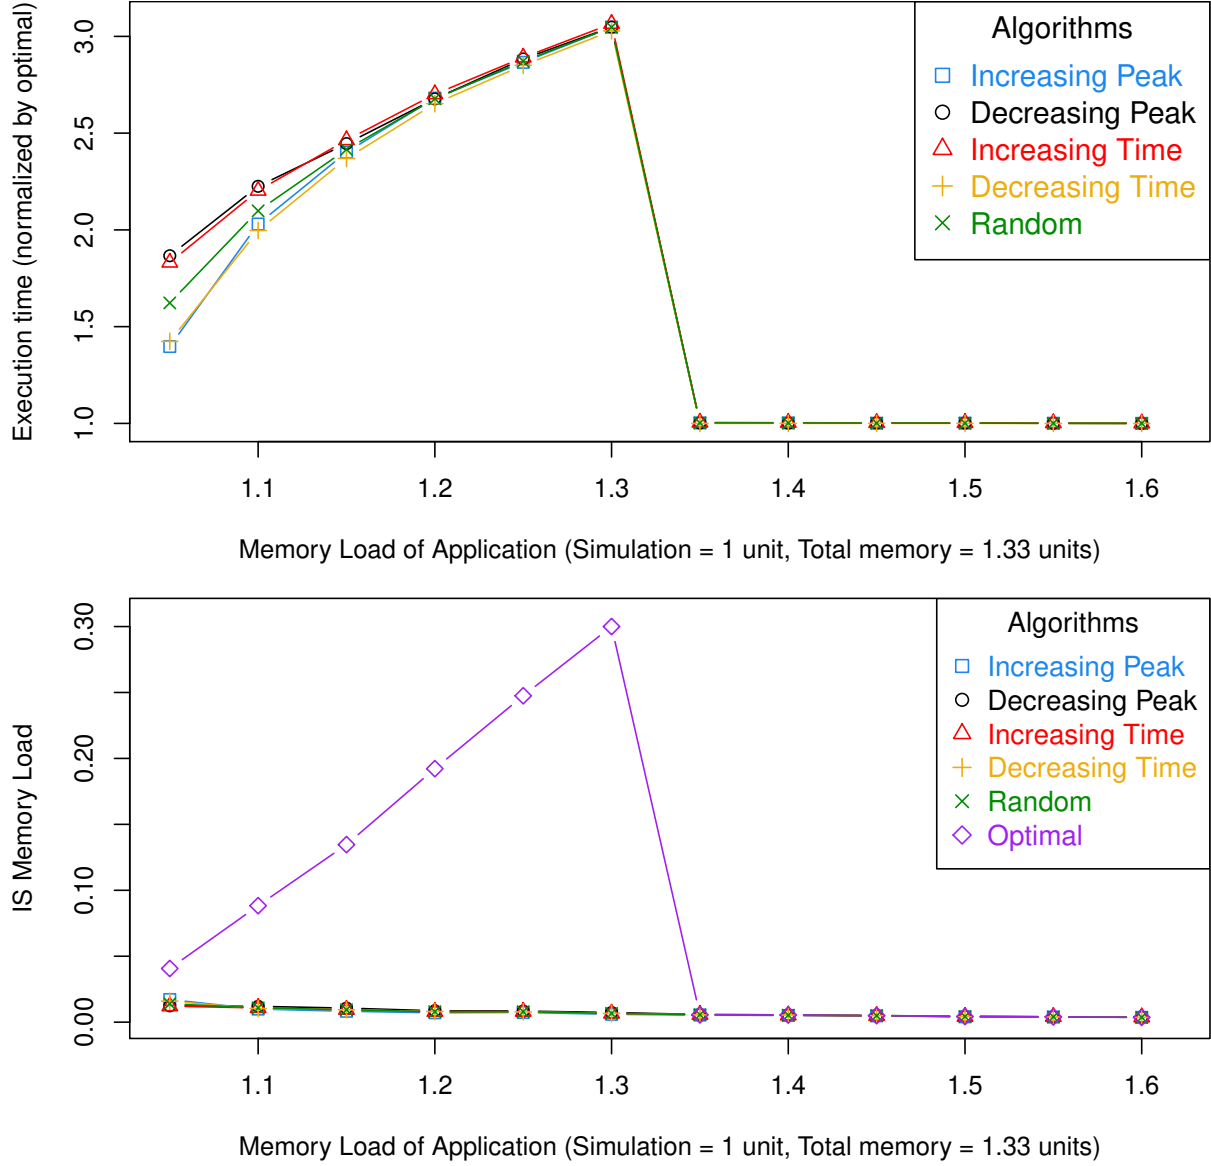 Execution time (normalized by optimal)
3.0
2.5
2.0
1.5
1.0
Algorithms
Increasing Peak
Decreasing Peak
Increasing Time
Decreasing Time
Random
1.1 1.2 1.3 1.4 1.5 1.6
Memory Load of Application (Simulation = 1 unit, Total memory = 1.33 units)
IS Memory Load
0.30
0.20
0.10
0.00
Algorithms
Increasing Peak
Decreasing Peak
Increasing Time
Decreasing Time
Random
Optimal
1.1 1.2 1.3 1.4 1.5 1.6
Memory Load of Application (Simulation = 1 unit, Total memory = 1.33 units)